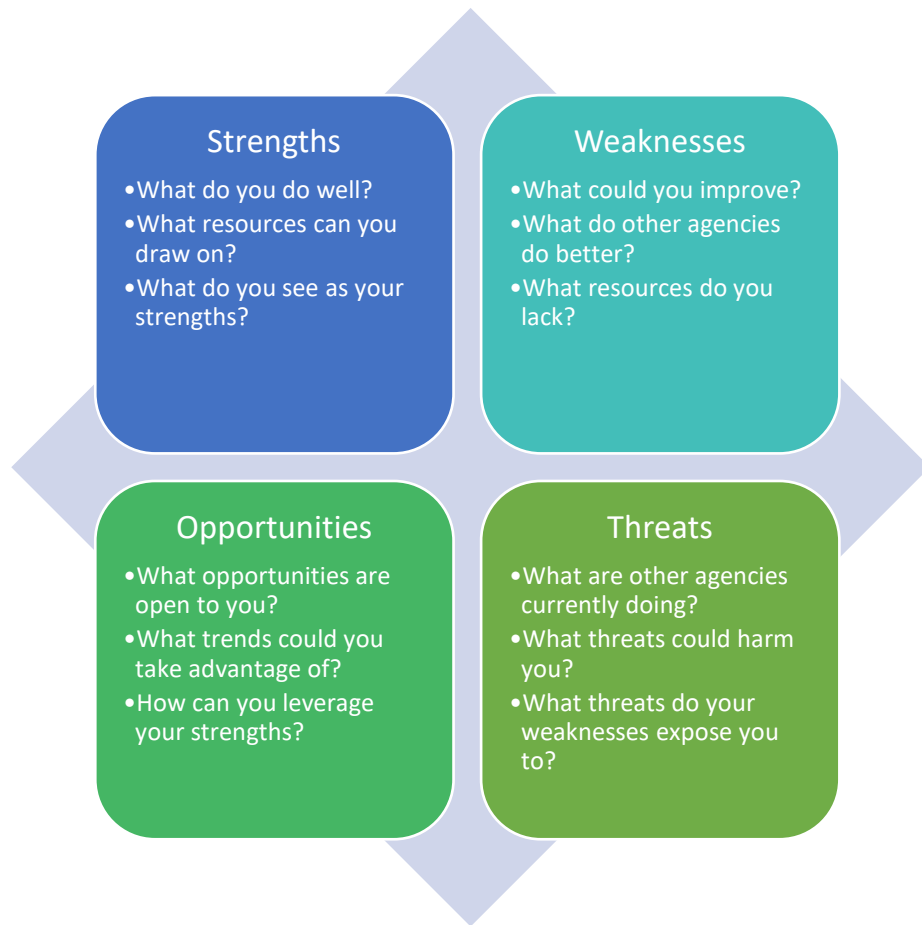 Strengths
•What do you do well?
•What resources can you
draw on?
•What do you see as your
strengths?
Weaknesses
•What could you improve?
•What do other agencies
do better?
•What resources do you
lack?
Opportunities
•What opportunities are
open to you?
•What trends could you
take advantage of?
•How can you leverage
your strengths?
Threats
•What are other agencies
currently doing?
•What threats could harm
you?
•What threats do your
weaknesses expose you
to?